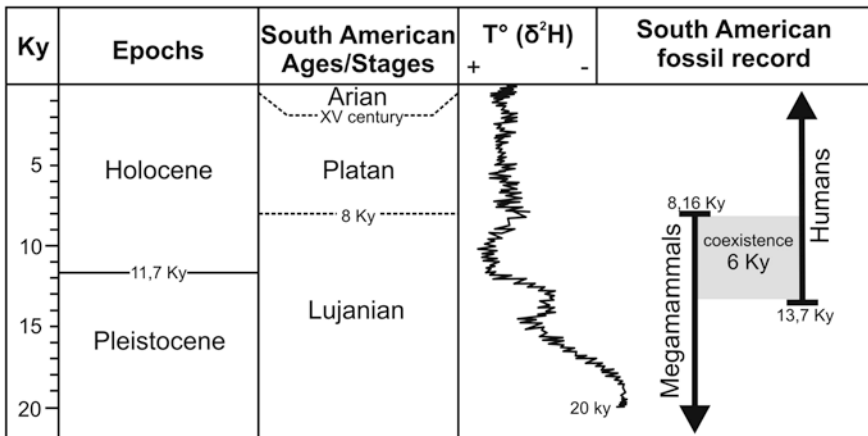 Ky
Epochs
South American
Ages/Stages
T° (δ²H)
+ -
South American
fossil record
5
10
15
20
Holocene
11,7 Ky
Pleistocene
Arian
XV century
Platan
8 Ky
Lujanian
20 ky
8,16 Ky
Megamammals
coexistence
6 Ky
Humans
13,7 Ky